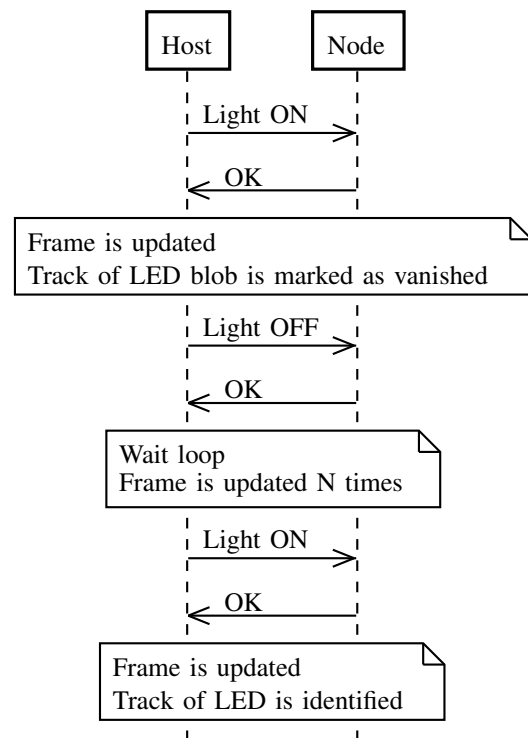 Host Node
Light ON
OK
Frame is updated
Track of LED blob is marked as vanished
Light OFF
OK
Wait loop
Frame is updated N times
Light ON
OK
Frame is updated
Track of LED is identified